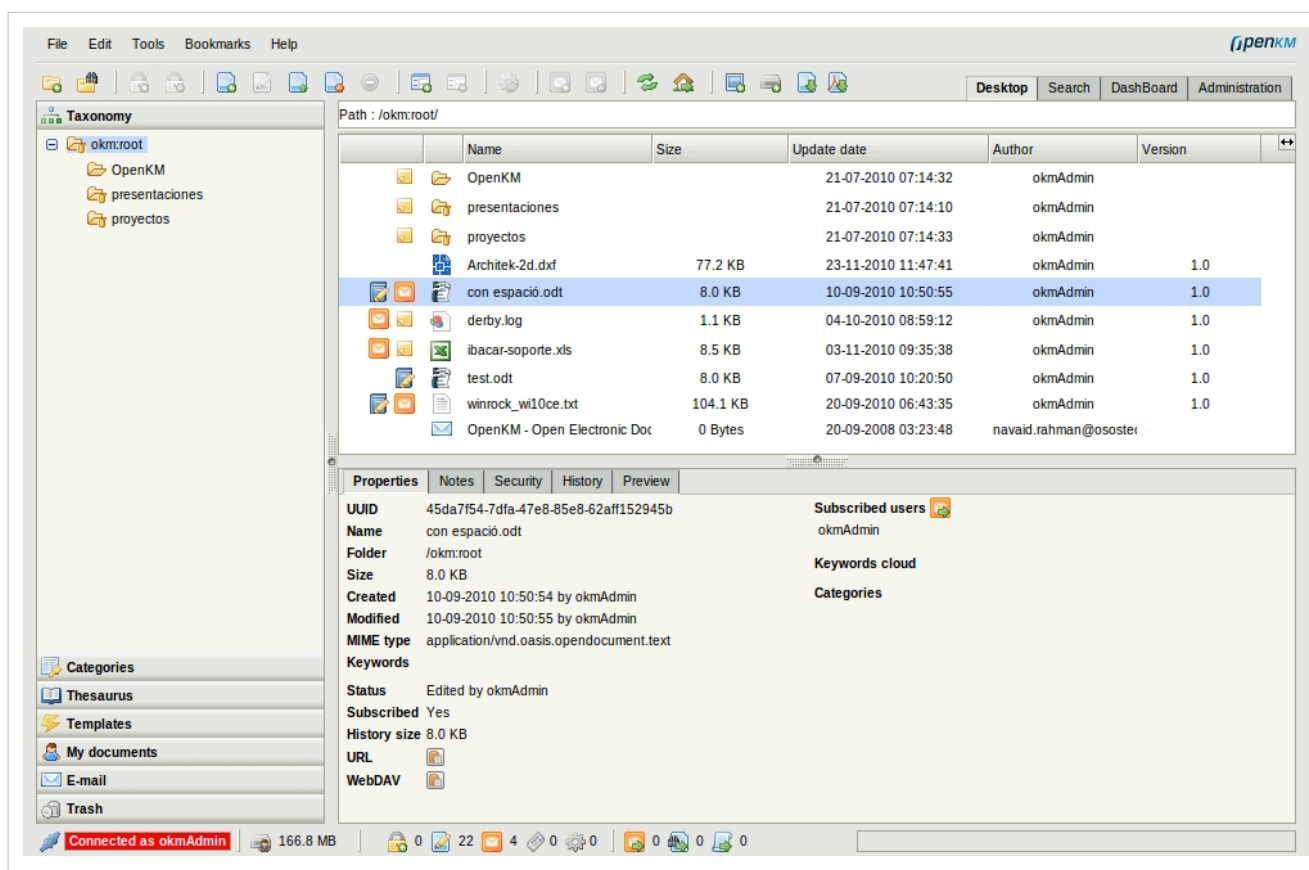 File Edit Tools Bookmarks Help
OpenKM
Desktop Search DashBoard Administration
Taxonomy
okm:root
OpenKM
presentaciones
proyectos
Categories
Thesaurus
Templates
My documents
E-mail
Trash
Path : /okm:root/
Name Size Update date Author Version
OpenKM 21-07-2010 07:14:32 okmAdmin
presentaciones 21-07-2010 07:14:10 okmAdmin
proyectos 21-07-2010 07:14:33 okmAdmin
Architek-2d.dxf 77.2 KB 23-11-2010 11:47:41 okmAdmin 1.0
con espació.odt 8.0 KB 10-09-2010 10:50:55 okmAdmin 1.0
derby.log 1.1 KB 04-10-2010 08:59:12 okmAdmin 1.0
ibacar-soporte.xls 8.5 KB 03-11-2010 09:35:38 okmAdmin 1.0
test.odt 8.0 KB 07-09-2010 10:20:50 okmAdmin 1.0
winrock_wi10ce.txt 104.1 KB 20-09-2010 06:43:35 okmAdmin 1.0
OpenKM - Open Electronic Doc 0 Bytes 20-09-2008 03:23:48 navaid.rahman@ososte
Properties Notes Security History Preview
UUID 45da7f54-7dfa-47e8-85e8-62aff152945b
Name con espació.odt
Folder /okm:root
Size 8.0 KB
Created 10-09-2010 10:50:54 by okmAdmin
Modified 10-09-2010 10:50:55 by okmAdmin
MIME type application/vnd.oasis.opendocument.text
Keywords
Status Edited by okmAdmin
Subscribed Yes
History size 8.0 KB
URL
WebDAV
Subscribed users
okmAdmin
Keywords cloud
Categories
Connected as okmAdmin 166.8 MB 0 22 4 0 0 0 0 0